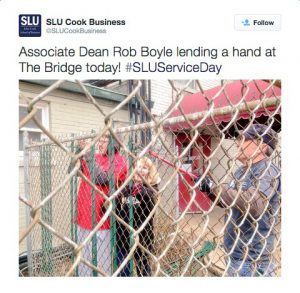 SLU
SLU Cook Business
@SLUCookBusiness
Follow
Associate Dean Rob Boyle lending a hand at
The Bridge today! #SLUServiceDay